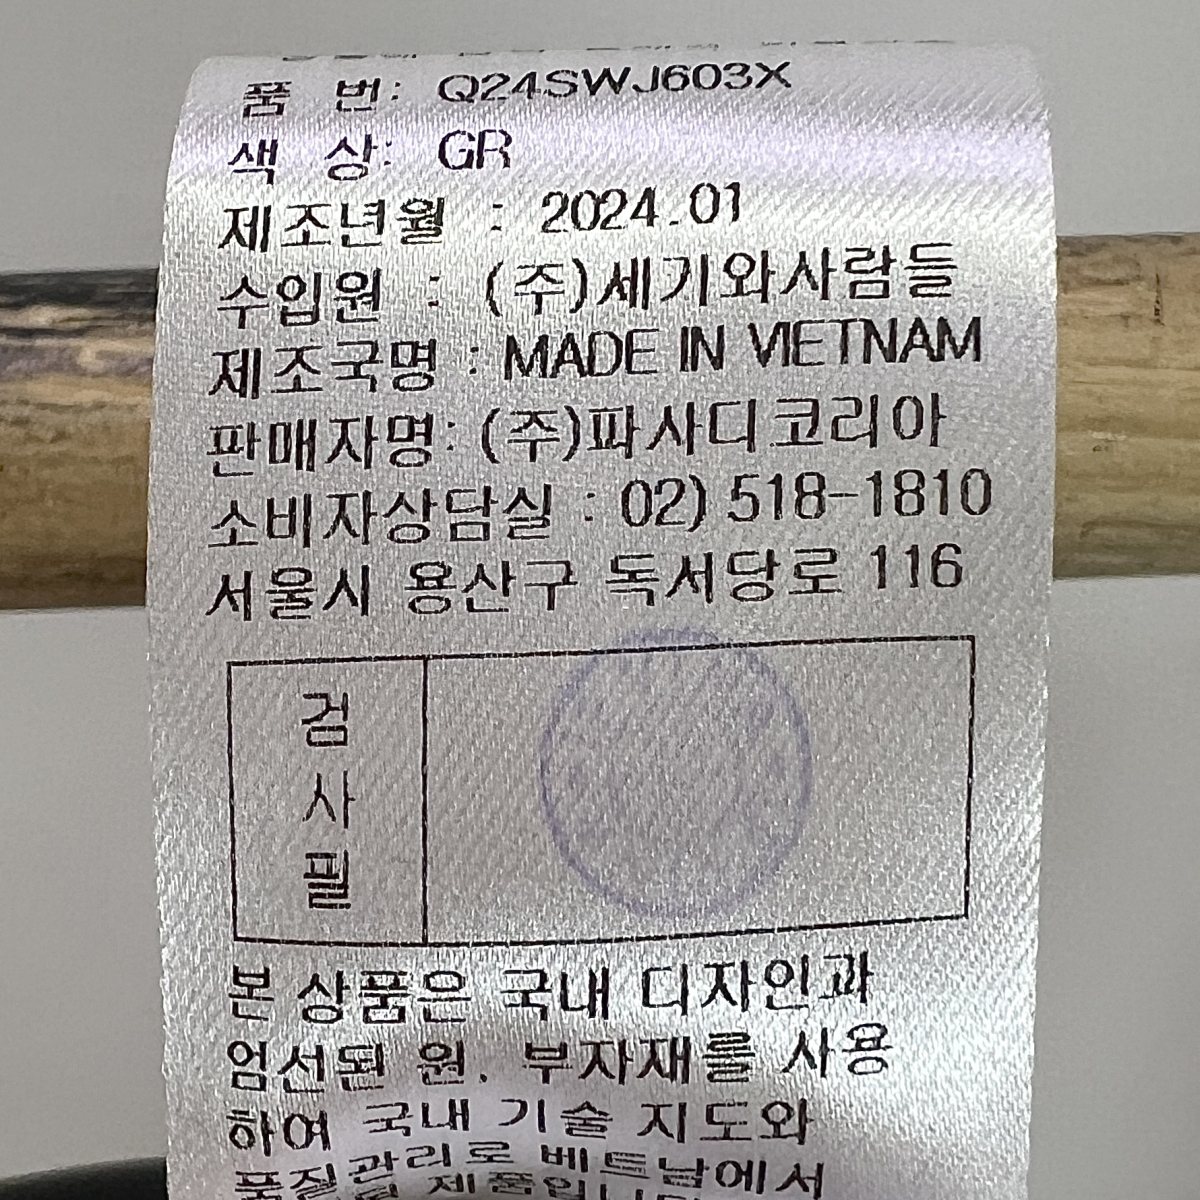 품 번: Q24SWJ603X
색 상: GR
제조년월 : 2024.01
수입원 : (주)세기와사람들
제조국명 : MADE IN VIETNAM
판매자명: (주)파사디코리아
소비자상담실 : 02) 518-1810
서울시 용산구 독서당로 116
검
사
필
본 상품은 국내 디자인과
엄선된 원. 부자재를 사용
하여 국내 기술 지도와
품질관리로 베트남에서
제품입니다